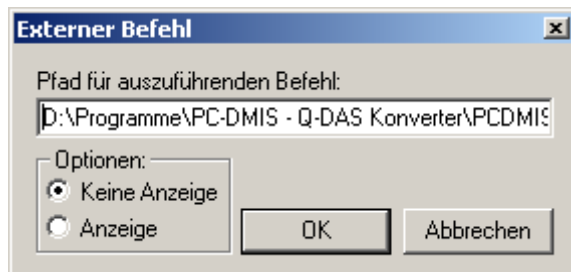 Externer Befehl
Pfad für auszuführenden Befehl:
D:\Programme\PC-DMIS - Q-DAS Konverter\PCDMIS
Optionen:
Keine Anzeige
Anzeige
OK
Abbrechen